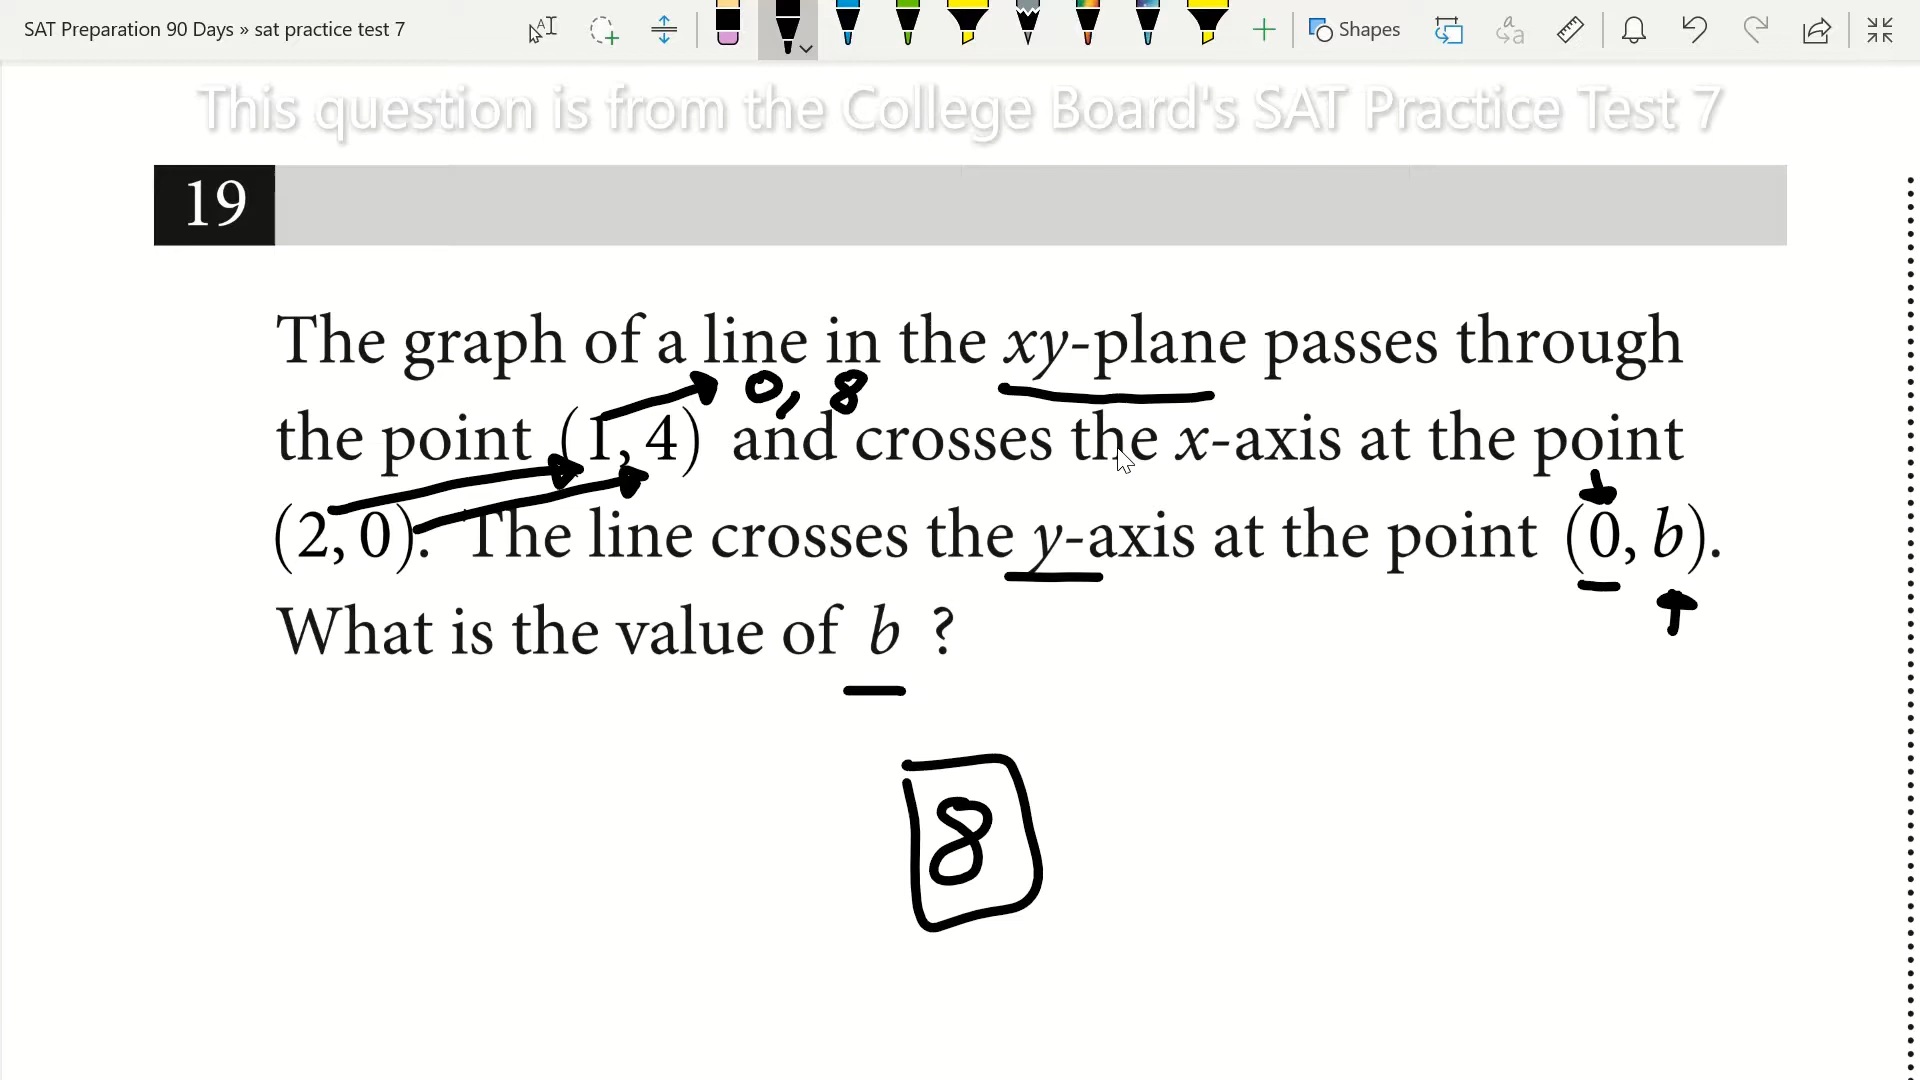 SAT Preparation 90 Days » sat practice test 7
Shapes
This question is from the College Board's SAT Practice Test 7
19
The graph of a line in the xy-plane passes through
0, 8
the point (1, 4) and crosses the x-axis at the point
(2, 0). The line crosses the y-axis at the point (0, b).
What is the value of b ?
8